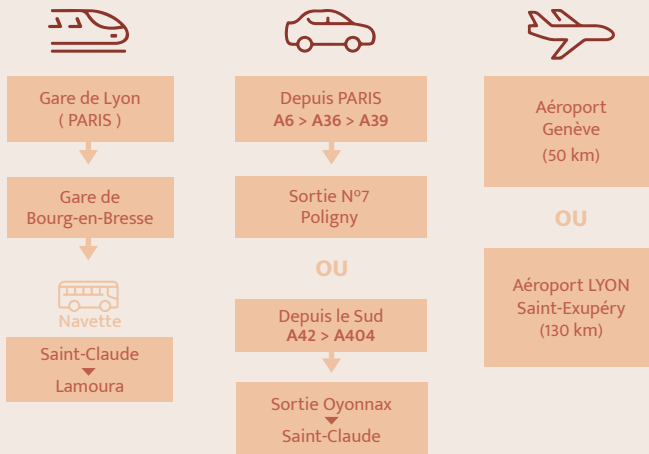 Gare de Lyon
( PARIS )
Gare de
Bourg-en-Bresse
Navette
Saint-Claude
Lamoura
Depuis PARIS
A6 > A36 > A39
Sortie N°7
Poligny
OU
Depuis le Sud
A42 > A404
Sortie Oyonnax
Saint-Claude
Aéroport
Genève
(50 km)
OU
Aéroport LYON
Saint-Exupéry
(130 km)